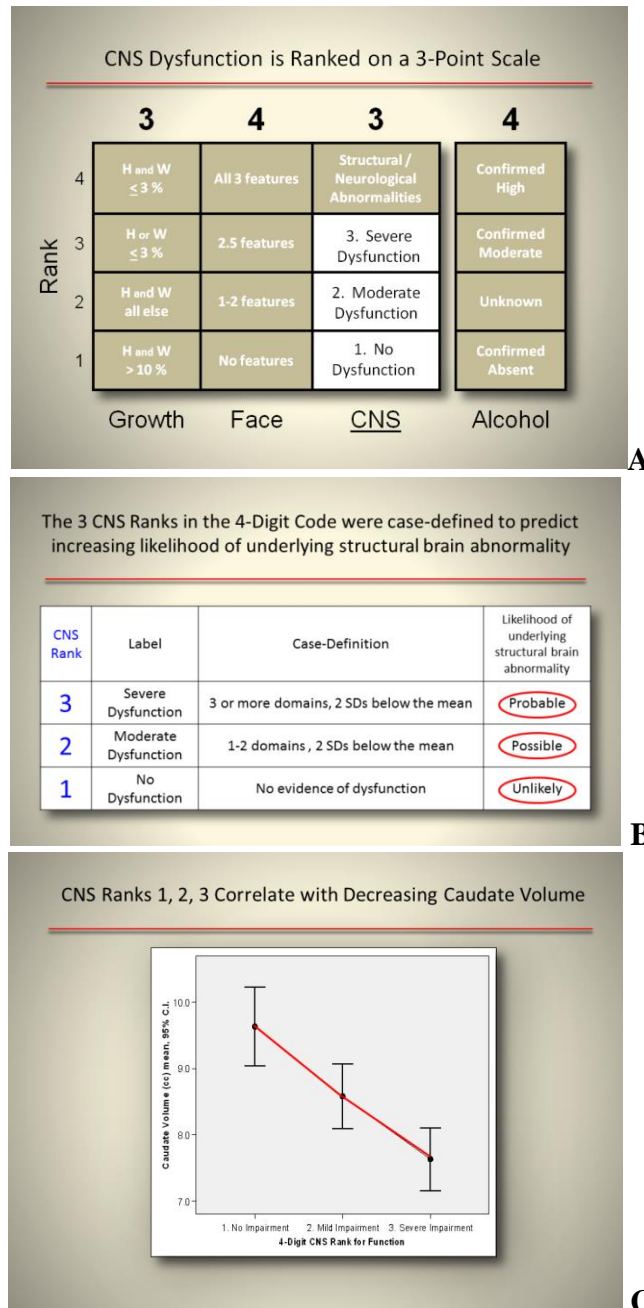 CNS Dysfunction is Ranked on a 3-Point Scale
3 4 3 4
4
H and W
≤ 3 %
All 3 features
Structural /
Neurological
Abnormalities
Confirmed
High
Rank
3
H or W
≤ 3 %
2.5 features
3. Severe
Dysfunction
Confirmed
Moderate
2
H and W
all else
1-2 features
2. Moderate
Dysfunction
Unknown
1
H and W
> 10 %
No features
1. No
Dysfunction
Confirmed
Absent
Growth Face CNS Alcohol
A
The 3 CNS Ranks in the 4-Digit Code were case-defined to predict
increasing likelihood of underlying structural brain abnormality
CNS
Rank
Label
Case-Definition
Likelihood of
underlying
structural brain
abnormality
3
Severe
Dysfunction
3 or more domains, 2 SDs below the mean
Probable
2
Moderate
Dysfunction
1-2 domains , 2 SDs below the mean
Possible
1
No
Dysfunction
No evidence of dysfunction
Unlikely
B
CNS Ranks 1, 2, 3 Correlate with Decreasing Caudate Volume
Caudate Volume (cc) mean, 95% C.I.
10.0
9.0
8.0
7.0
1. No Impairment 2. Mild Impairment 3. Severe Impairment
4-Digit CNS Rank for Function
C